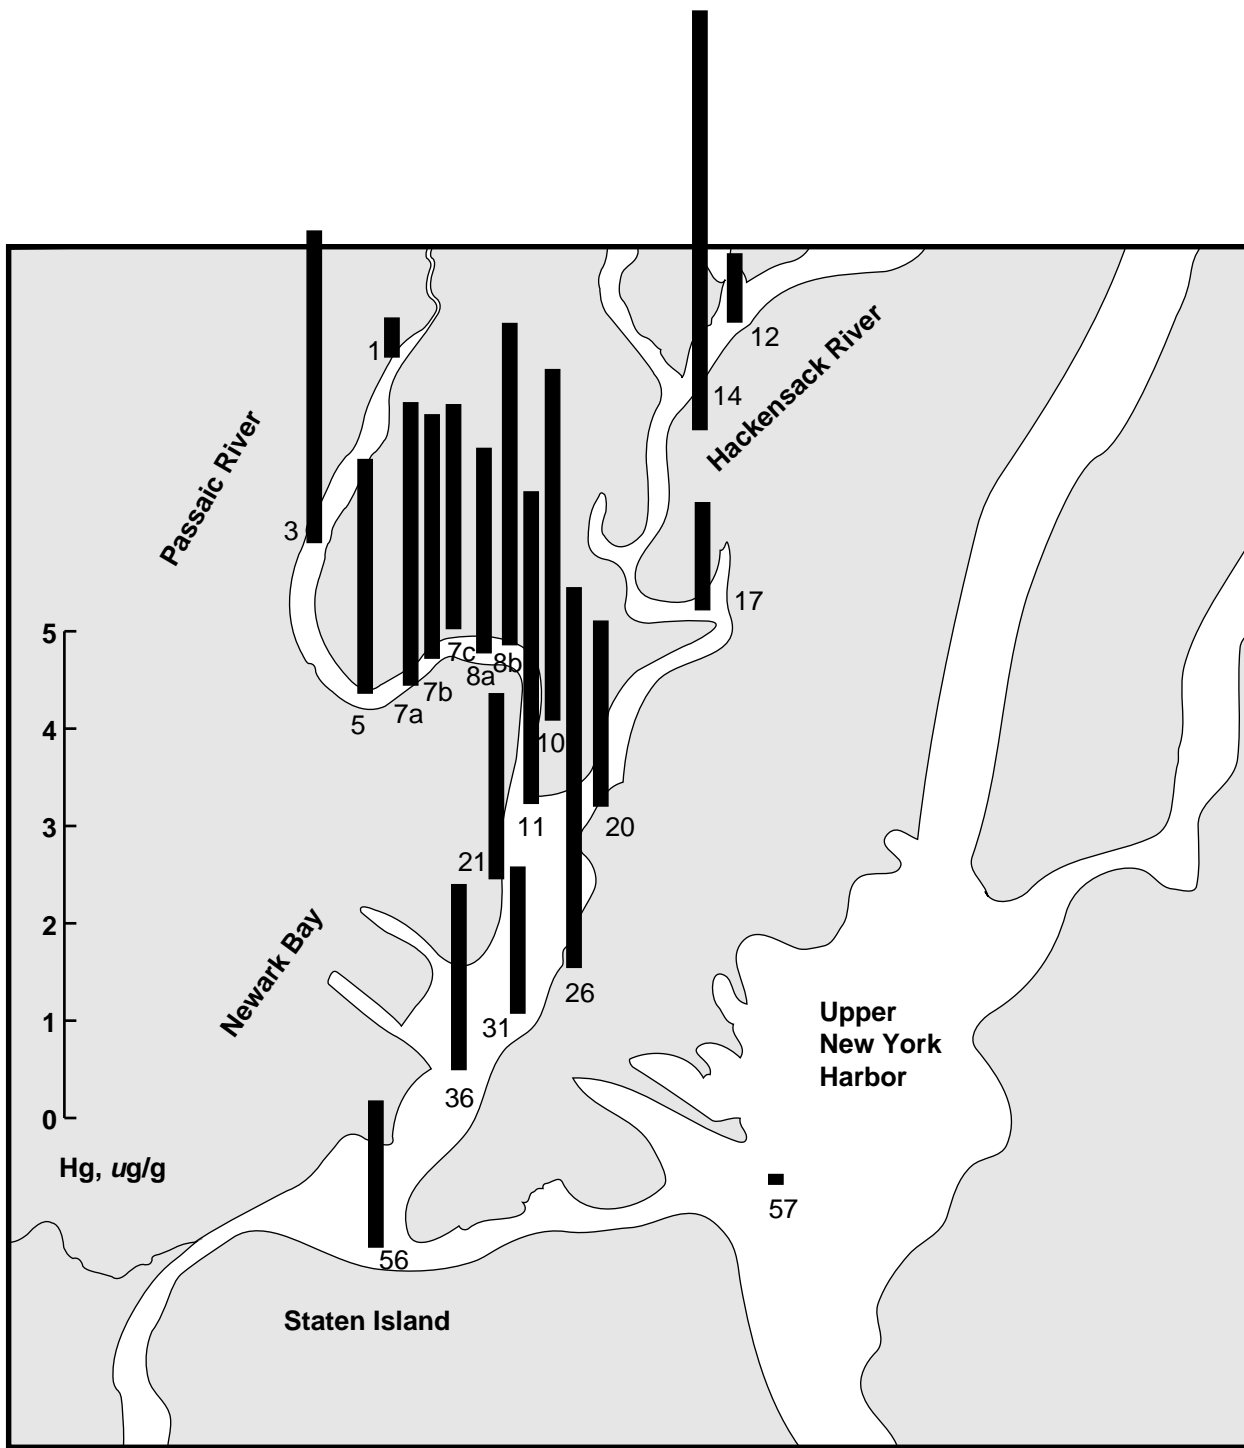 12
1
14
Hackensack River
Passaic River
3
17
5
7c
8b
8a
7b
7a
5
10
4
3
11
20
21
2
Newark Bay
26
1
31
Upper
New York
Harbor
36
0
Hg, ug/g
57
56
Staten Island